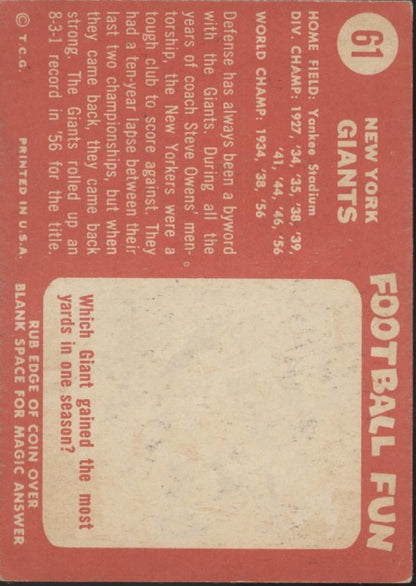 61
NEW YORK
GIANTS
HOME FIELD: Yankee Stadium
DIV. CHAMP: 1927, '34, '35, '38, '39,
'41, '44, '46, '56
WORLD CHAMP: 1934, '38, '56
Defense has always been a byword
with the Giants. During all the
years of coach Steve Owens' men-
torship, the New Yorkers were a
tough club to score against. They
had a ten-year lapse between their
last two championships, but when
they came back, they came back
strong. The Giants rolled up an
8-3-1 record in '56 for the title.
© T.C.G. PRINTED IN U.S.A.
FOOTBALL FUN
Which Giant gained the most
yards in one season?
RUB EDGE OF COIN OVER
BLANK SPACE FOR MAGIC ANSWER